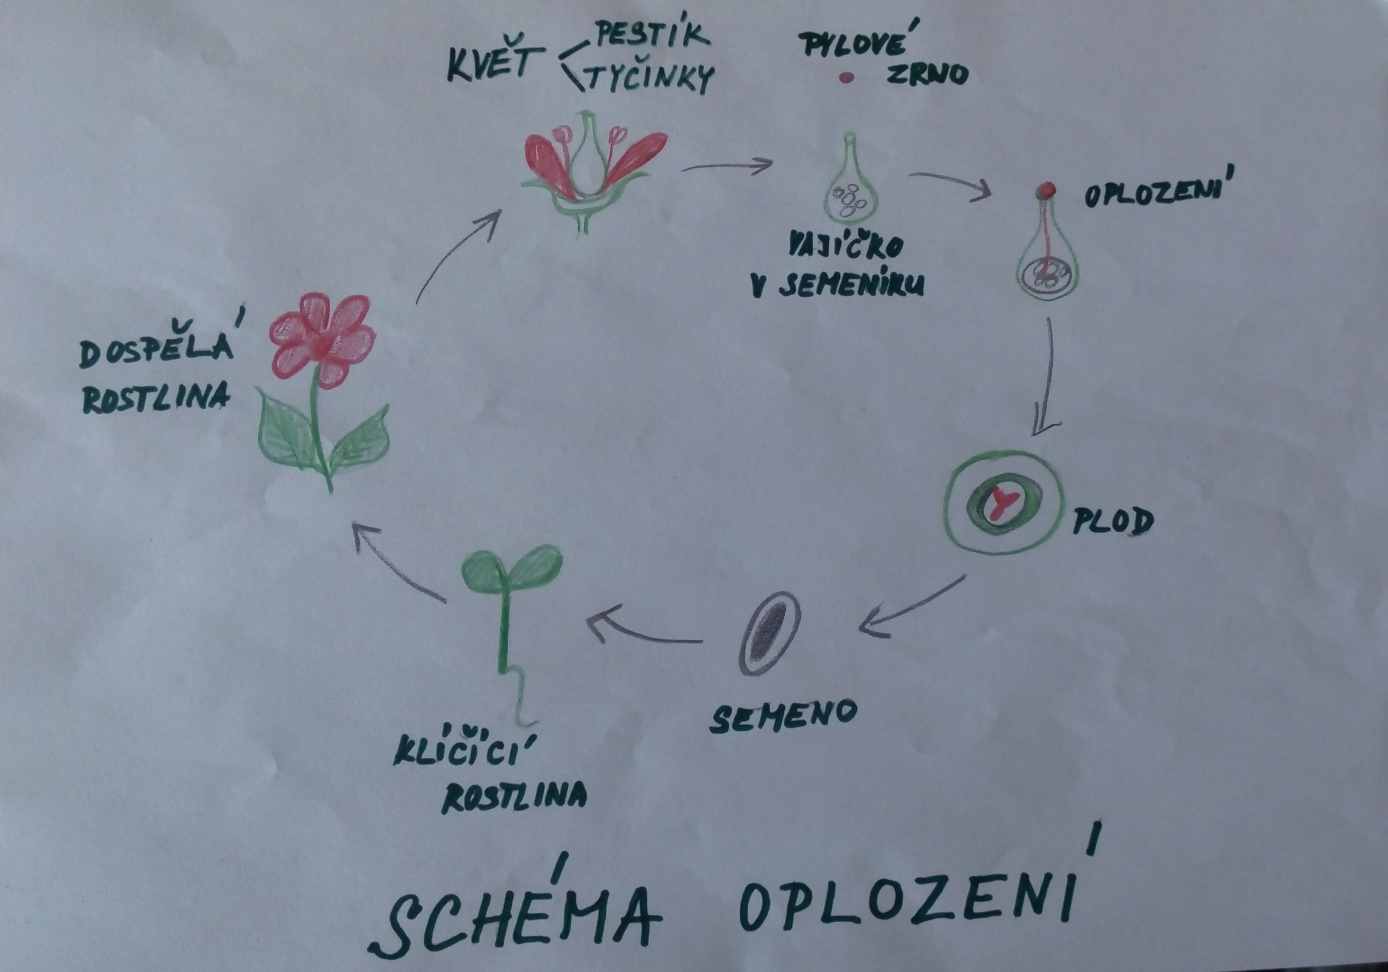 KVĚT
PESTÍK
TYČINKY
PYLOVÉ
ZRNO
OPLOZENÍ
VAJÍČKO
V SEMENÍKU
DOSPĚLÁ
ROSTLINA
PLOD
SEMENO
KLÍČÍCÍ
ROSTLINA
SCHÉMA OPLOZENÍ